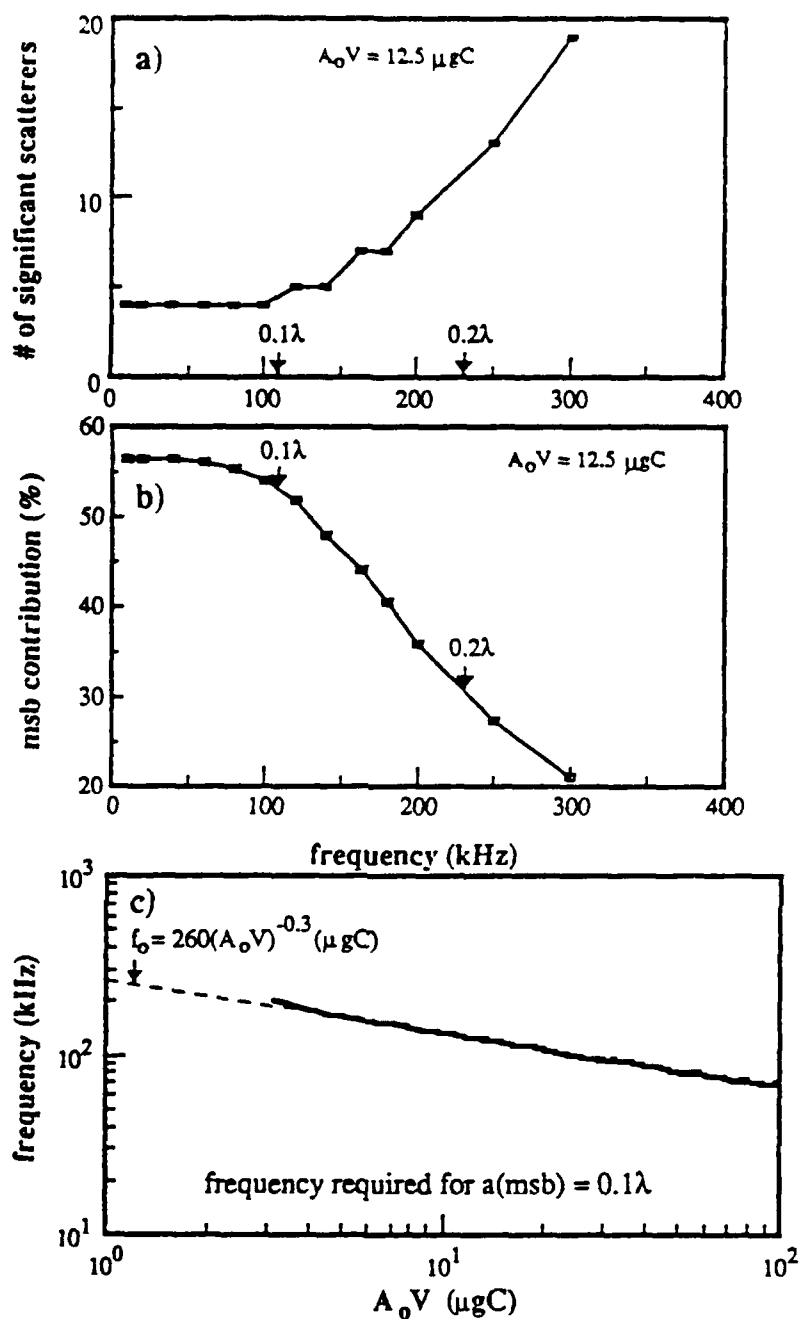 a)
A₀V = 12.5 µgC
# of significant scatterers
20
10
0
0.1λ
0.2λ
0 100 200 300 400
b)
A₀V = 12.5 µgC
msb contribution (%)
60
50
40
30
20
0.1λ
0.2λ
0 100 200 300 400
frequency (kHz)
c)
f₀ = 260(A₀V)^-0.3 (µgC)
frequency (kHz)
10³
10²
10¹
frequency required for a(msb) = 0.1λ
10⁰ 10¹ 10²
A₀V (µgC)